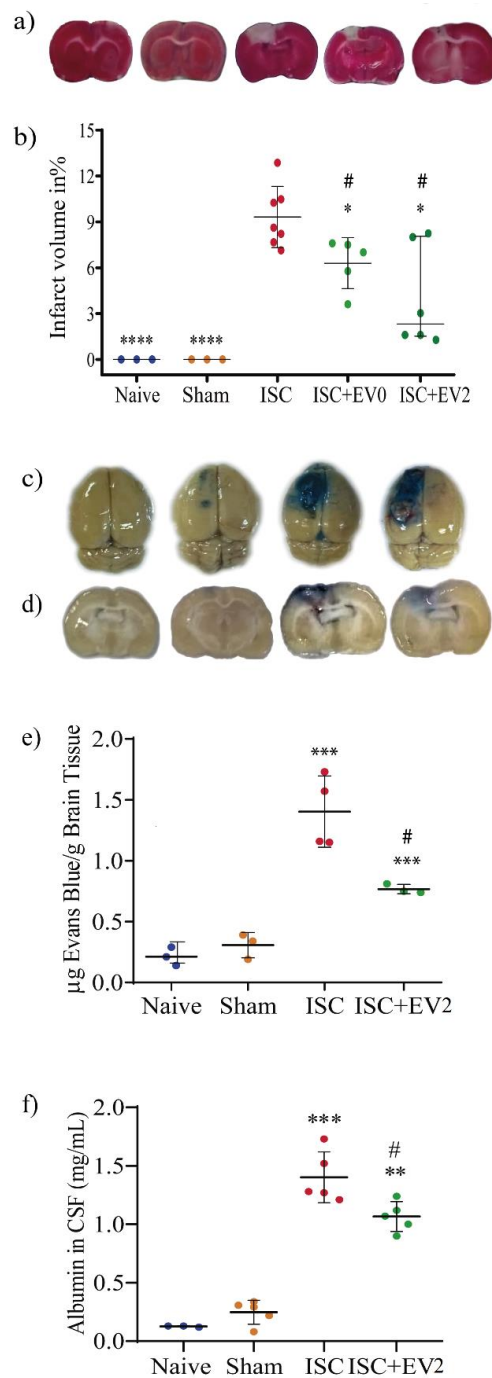 a)
b)
Infarct volume in%
15
12
9
6
3
0
****
****
#
*
#
*
Naive
Sham
ISC
ISC+EV0
ISC+EV2
c)
d)
e)
µg Evans Blue/g Brain Tissue
2.0
1.5
1.0
0.5
0.0
***
#
***
Naive
Sham
ISC
ISC+EV2
f)
Albumin in CSF (mg/mL)
2.0
1.5
1.0
0.5
0.0
***
#
**
Naive
Sham
ISC
ISC+EV2